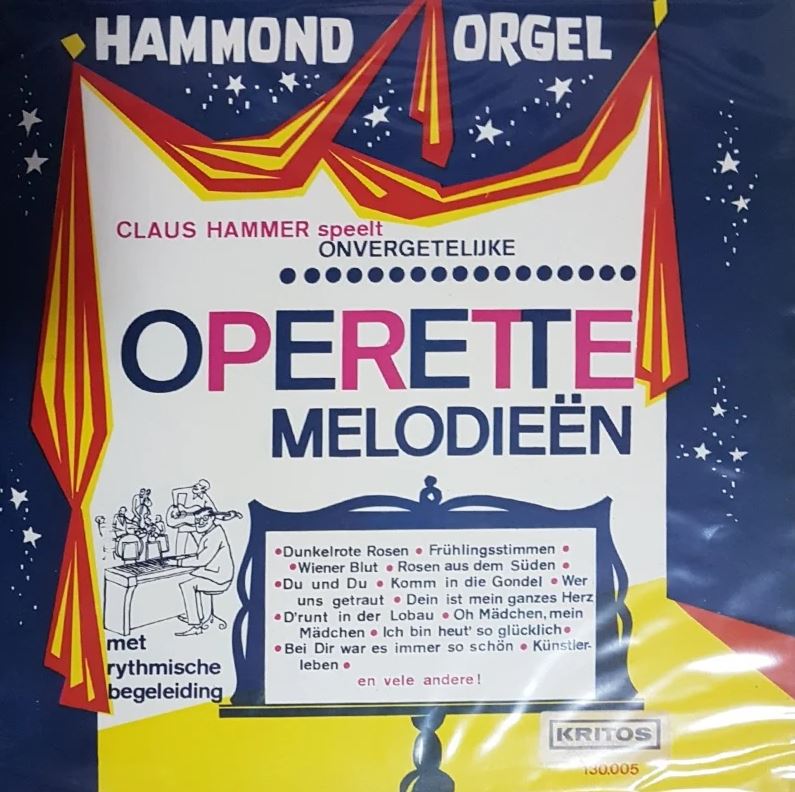 HAMMOND ORGEL
CLAUS HAMMER speelt
ONVERGETELIJKE
OPERETTE
MELODIEËN
•Dunkelrote Rosen • Frühlingsstimmen •
•Wiener Blut • Rosen aus dem Süden •
•Du und Du • Komm in die Gondel • Wer
uns getraut • Dein ist mein ganzes Herz
•D'runt in der Lobau • Oh Mädchen, mein
Mädchen • Ich bin heut' so glücklich•
•Bei Dir war es immer so schön • Künstler-
leben •
en vele andere!
met
rythmische
begeleiding
KRITOS
130.005